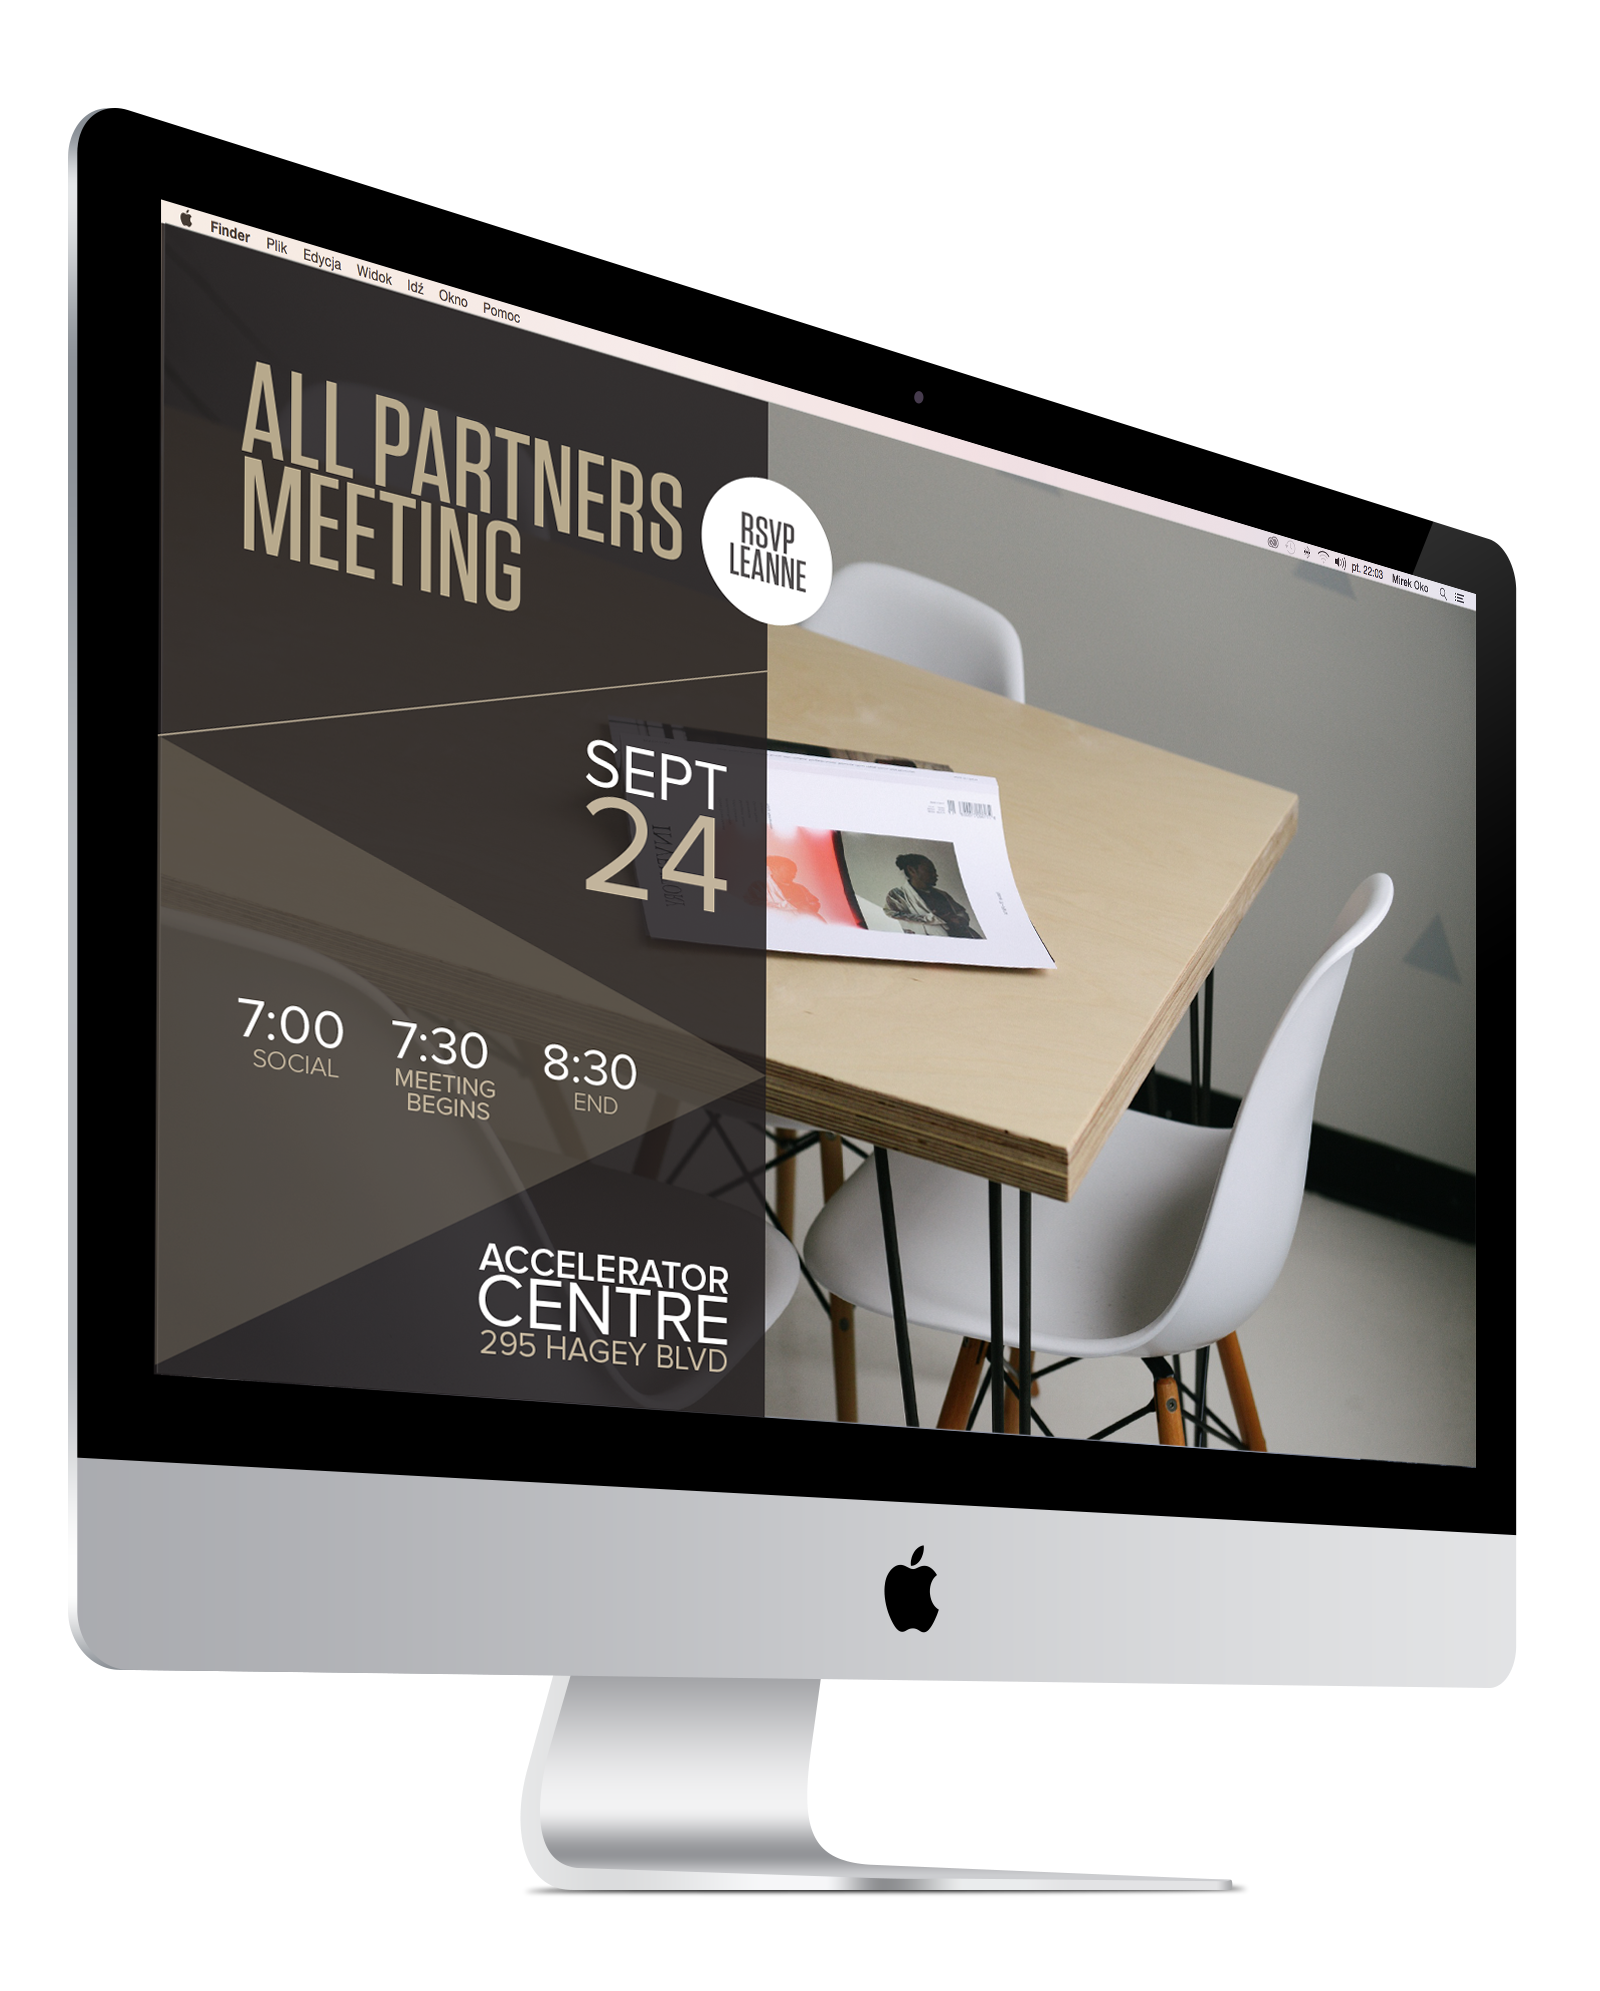 Finder Plik Edycja Widok Idź Okno Pomoc
pt. 22:03 Mirek Oko
ALL PARTNERS
MEETING
RSVP
LEANNE
SEPT
24
7:00
SOCIAL
7:30
MEETING
BEGINS
8:30
END
ACCELERATOR
CENTRE
295 HAGEY BLVD